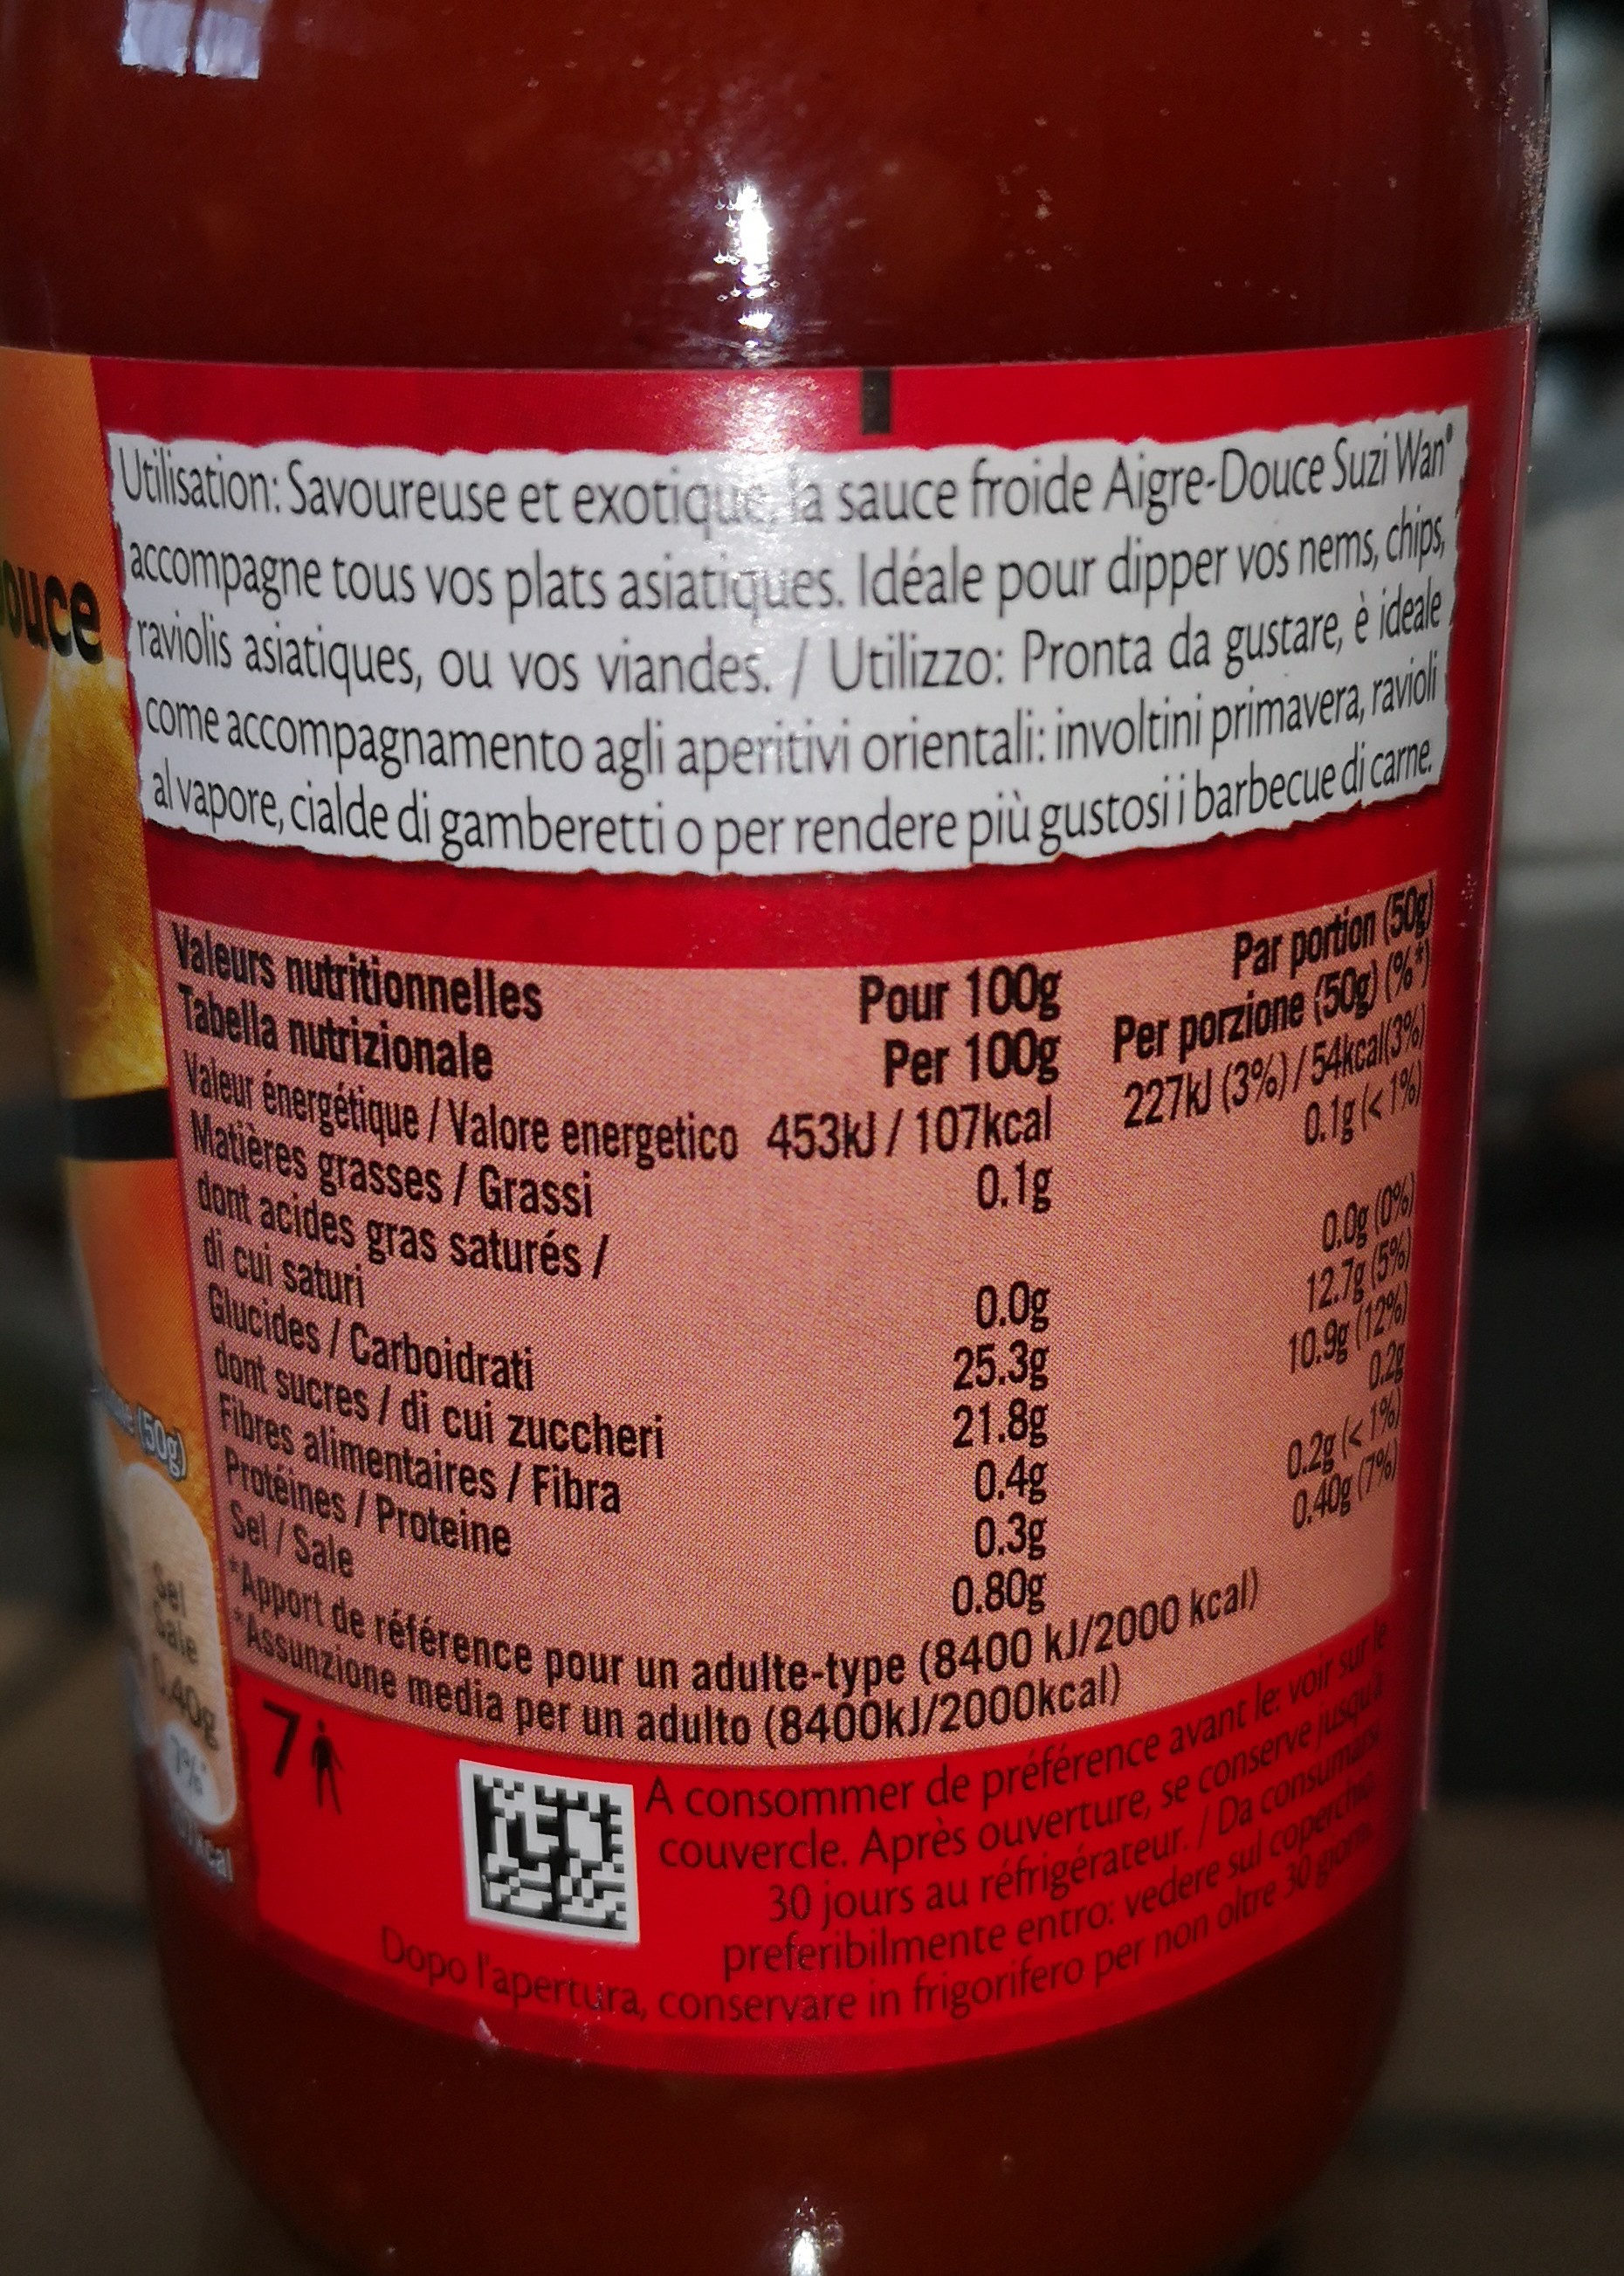 Utilisation: Savoureuse et exotique, la sauce froide Aigre-Douce Suzi Wan®
accompagne tous vos plats asiatiques. Idéale pour dipper vos nems, chips,
raviolis asiatiques, ou vos viandes. / Utilizzo: Pronta da gustare, è ideale
come accompagnamento agli aperitivi orientali: involtini primavera, ravioli
al vapore, cialde di gamberetti o per rendere più gustosi i barbecue di carne.
ouce
Valeurs nutritionnelles Pour 100g Par portion (50g)
Tabella nutrizionale Per 100g Per porzione (50g) (%*)
Valeur énergétique / Valore energetico 453kJ / 107kcal 227kJ (3%) / 54kcal(3%)
Matières grasses / Grassi 0.1g 0.1g (< 1%)
dont acides gras saturés /
di cui saturi 0.0g 0.0g (0%)
Glucides / Carboidrati 25.3g 12.7g (5%)
dont sucres / di cui zuccheri 21.8g 10.9g (12%)
Fibres alimentaires / Fibra 0.4g 0.2g
Protéines / Proteine 0.3g 0.2g (< 1%)
Sel / Sale 0.80g 0.40g (7%)
*Apport de référence pour un adulte-type (8400 kJ/2000 kcal)
*Assunzione media per un adulto (8400kJ/2000kcal)
(50g)
Sel
Sale
0.40g
7%*
7
A consommer de préférence avant le: voir sur le
couvercle. Après ouverture, se conserve jusqu'à
30 jours au réfrigérateur. / Da consumarsi
preferibilmente entro: vedere sul coperchio.
Dopo l'apertura, conservare in frigorifero per non oltre 30 giorni.